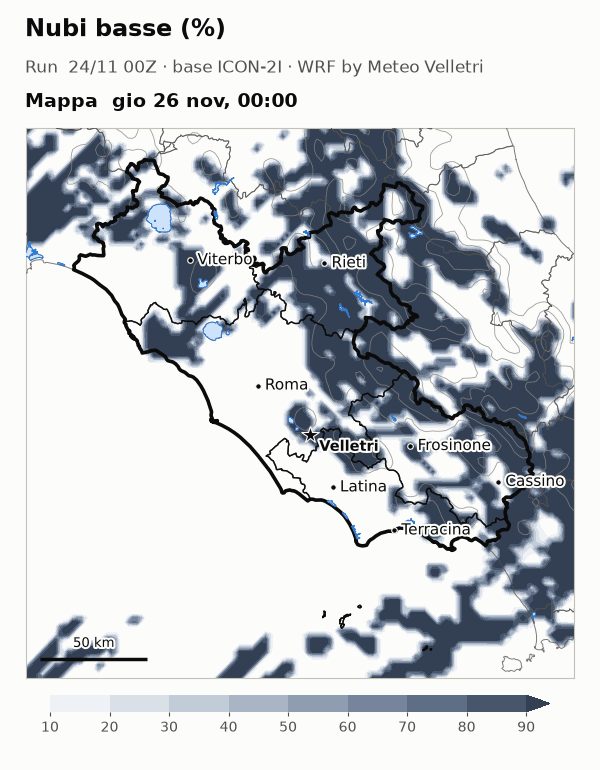 Nubi basse (%)
Run 24/11 00Z · base ICON-2I · WRF by Meteo Velletri
Mappa gio 26 nov, 00:00
Viterbo
Rieti
Roma
Velletri
Frosinone
Cassino
Latina
Terracina
50 km
10 20 30 40 50 60 70 80 90